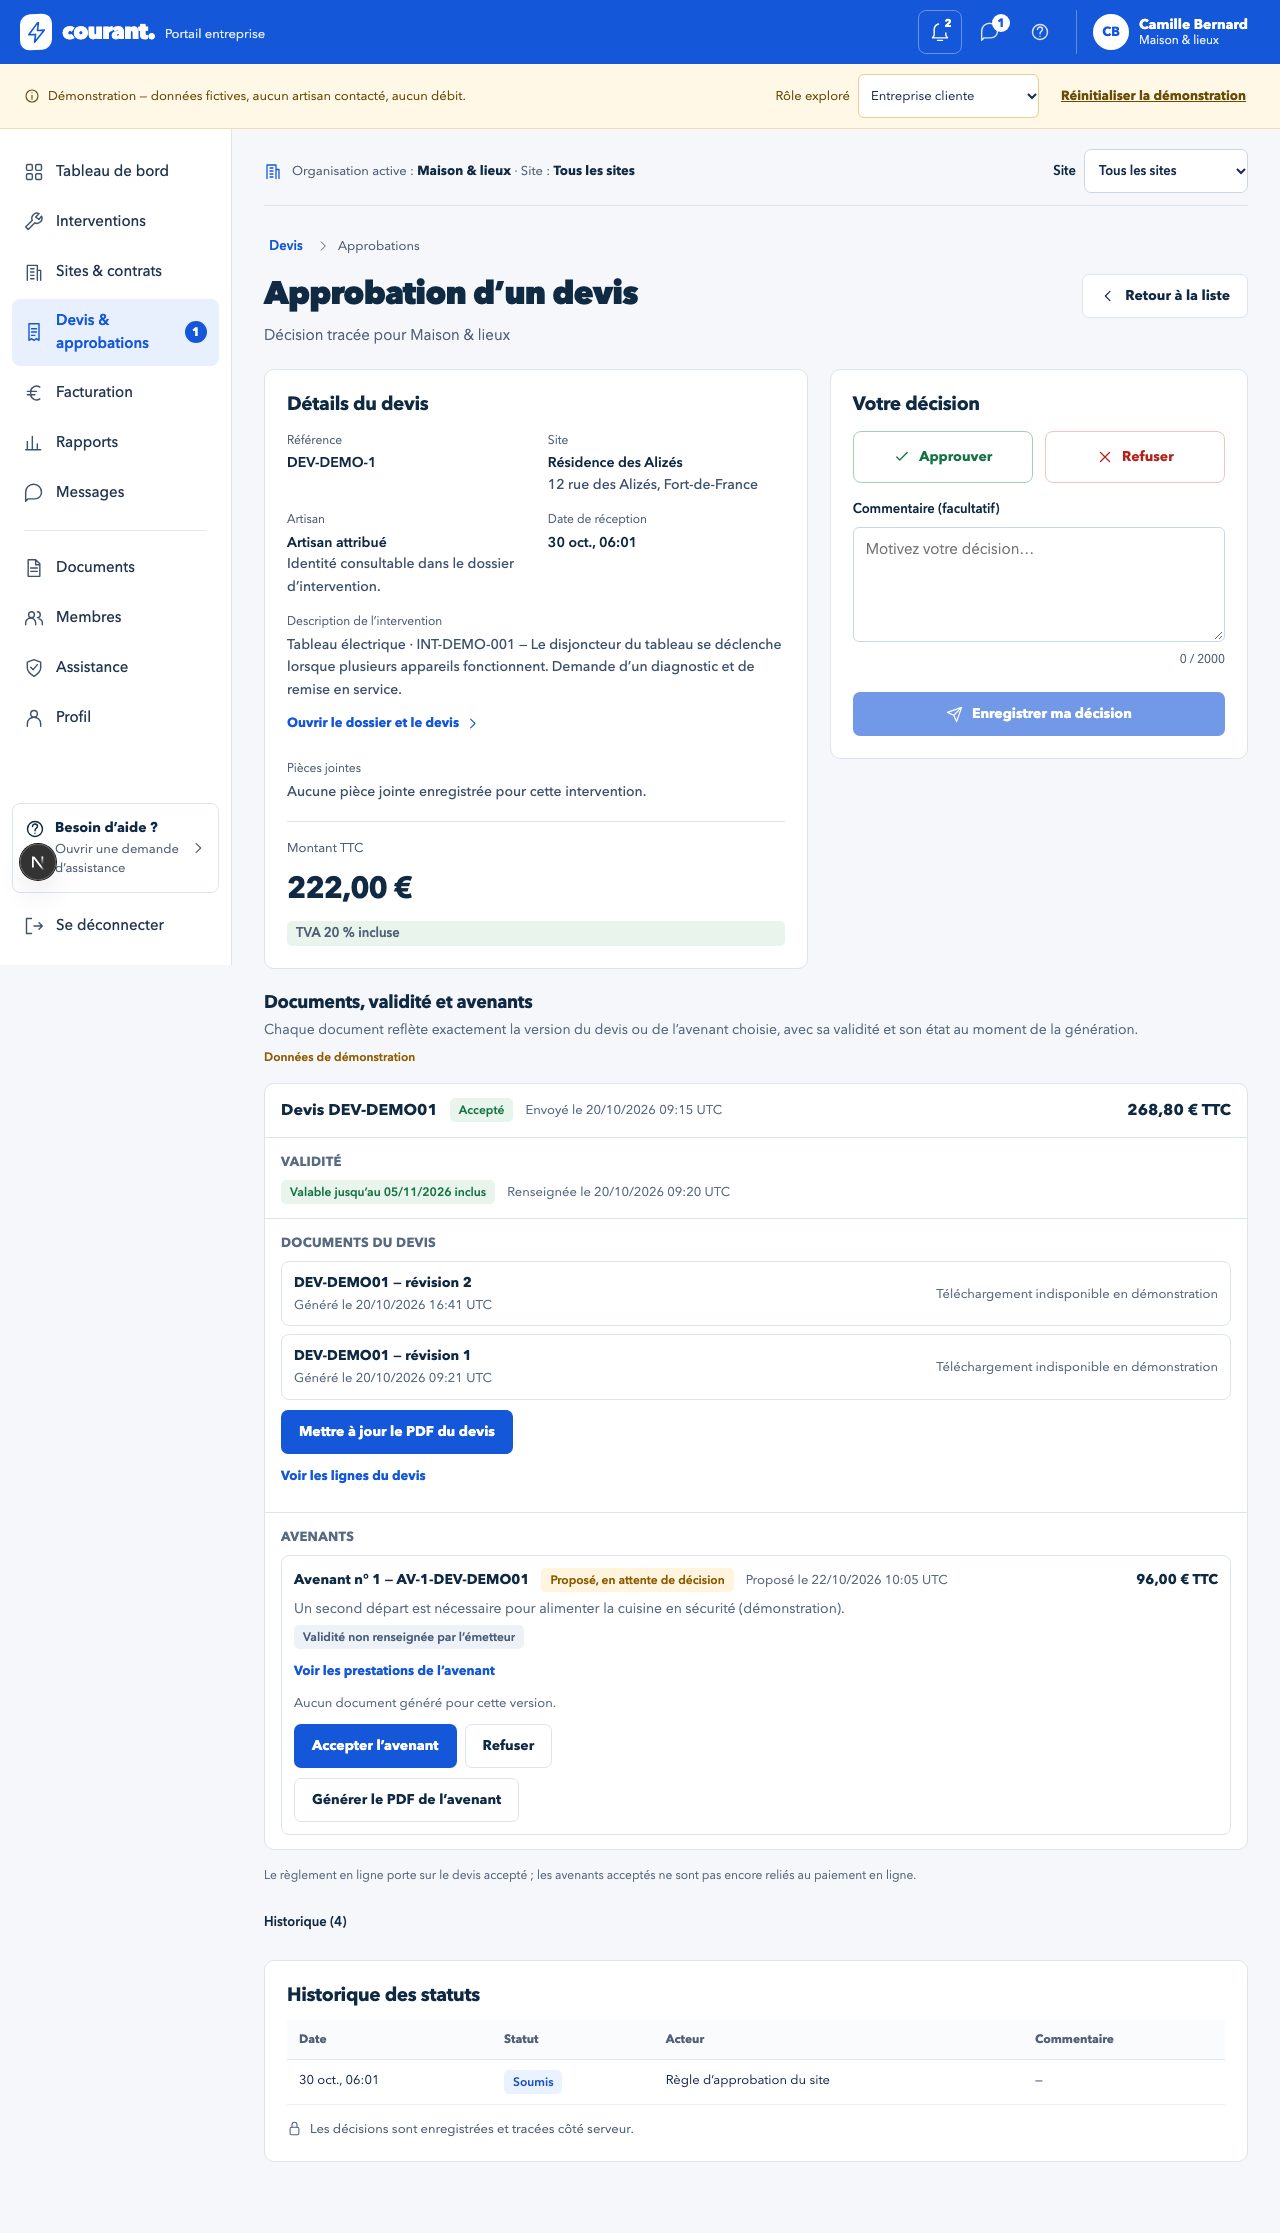 courant. Portail entreprise
2
1
CB
Camille Bernard
Maison & lieux
Démonstration – données fictives, aucun artisan contacté, aucun débit.
Rôle exploré
Entreprise cliente
Réinitialiser la démonstration
Tableau de bord
Interventions
Sites & contrats
Devis &
approbations
1
Facturation
Rapports
Messages
Documents
Membres
Assistance
Profil
Besoin d’aide ?
Ouvrir une demande
d’assistance
N
Se déconnecter
Organisation active : Maison & lieux · Site : Tous les sites
Site
Tous les sites
Devis
Approbations
Approbation d’un devis
Décision tracée pour Maison & lieux
Retour à la liste
Détails du devis
Référence
DEV-DEMO-1
Site
Résidence des Alizés
12 rue des Alizés, Fort-de-France
Artisan
Artisan attribué
Identité consultable dans le dossier
d’intervention.
Date de réception
30 oct., 06:01
Description de l’intervention
Tableau électrique · INT-DEMO-001 – Le disjoncteur du tableau se déclenche
lorsque plusieurs appareils fonctionnent. Demande d’un diagnostic et de
remise en service.
Ouvrir le dossier et le devis
Pièces jointes
Aucune pièce jointe enregistrée pour cette intervention.
Montant TTC
222,00 €
TVA 20 % incluse
Votre décision
Approuver
Refuser
Commentaire (facultatif)
Motivez votre décision…
0 / 2000
Enregistrer ma décision
Documents, validité et avenants
Chaque document reflète exactement la version du devis ou de l’avenant choisie, avec sa validité et son état au moment de la génération.
Données de démonstration
Devis DEV-DEMO01
Accepté
Envoyé le 20/10/2026 09:15 UTC
268,80 € TTC
VALIDITÉ
Valable jusqu’au 05/11/2026 inclus
Renseignée le 20/10/2026 09:20 UTC
DOCUMENTS DU DEVIS
DEV-DEMO01 – révision 2
Généré le 20/10/2026 16:41 UTC
Téléchargement indisponible en démonstration
DEV-DEMO01 – révision 1
Généré le 20/10/2026 09:21 UTC
Téléchargement indisponible en démonstration
Mettre à jour le PDF du devis
Voir les lignes du devis
AVENANTS
Avenant n° 1 – AV-1-DEV-DEMO01
Proposé, en attente de décision
Proposé le 22/10/2026 10:05 UTC
96,00 € TTC
Un second départ est nécessaire pour alimenter la cuisine en sécurité (démonstration).
Validité non renseignée par l’émetteur
Voir les prestations de l’avenant
Aucun document généré pour cette version.
Accepter l’avenant
Refuser
Générer le PDF de l’avenant
Le règlement en ligne porte sur le devis accepté ; les avenants acceptés ne sont pas encore reliés au paiement en ligne.
Historique (4)
Historique des statuts
Date
Statut
Acteur
Commentaire
30 oct., 06:01
Soumis
Règle d’approbation du site
–
Les décisions sont enregistrées et tracées côté serveur.